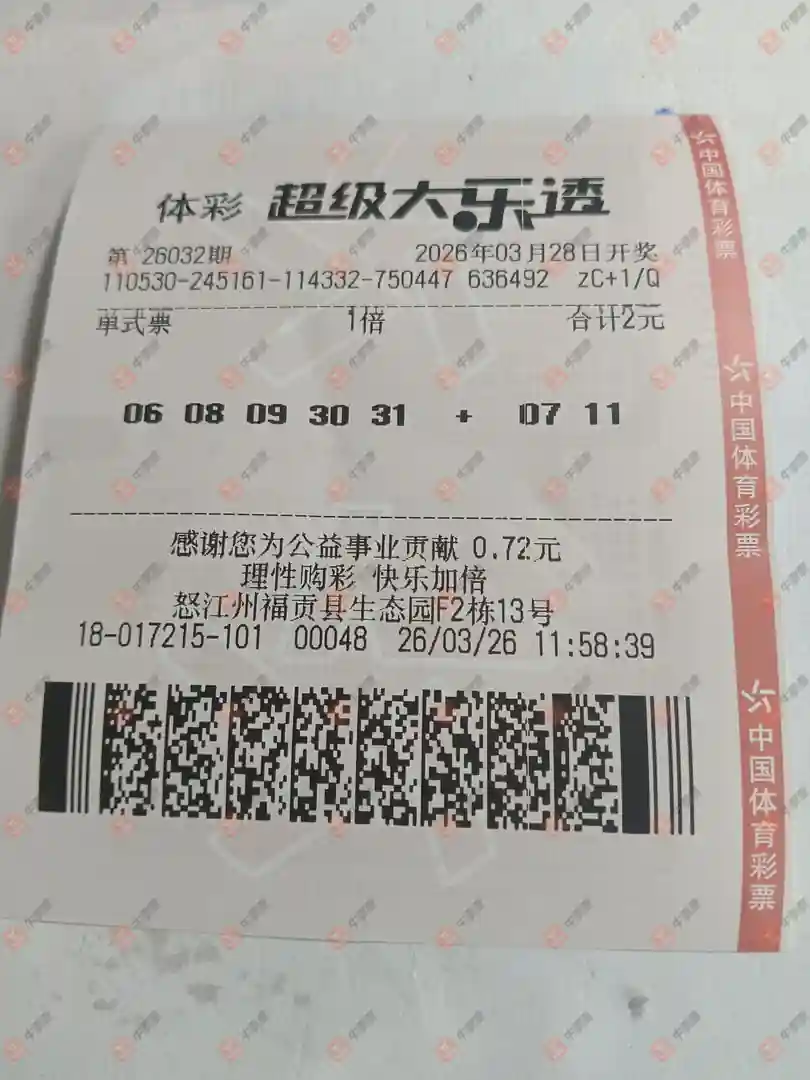 体彩 超级大乐透
第 26032期 2026年03月28日开奖
110530-245161-114332-750447 636492 zC+1/Q
单式票 1倍 合计2元
06 08 09 30 31 + 07 11
感谢您为公益事业贡献 0.72元
理性购彩 快乐加倍
怒江州福贡县生态园F2栋13号
18-017215-101 00048 26/03/26 11:58:39
中国体育彩票
中国体育彩票
中国体育彩票